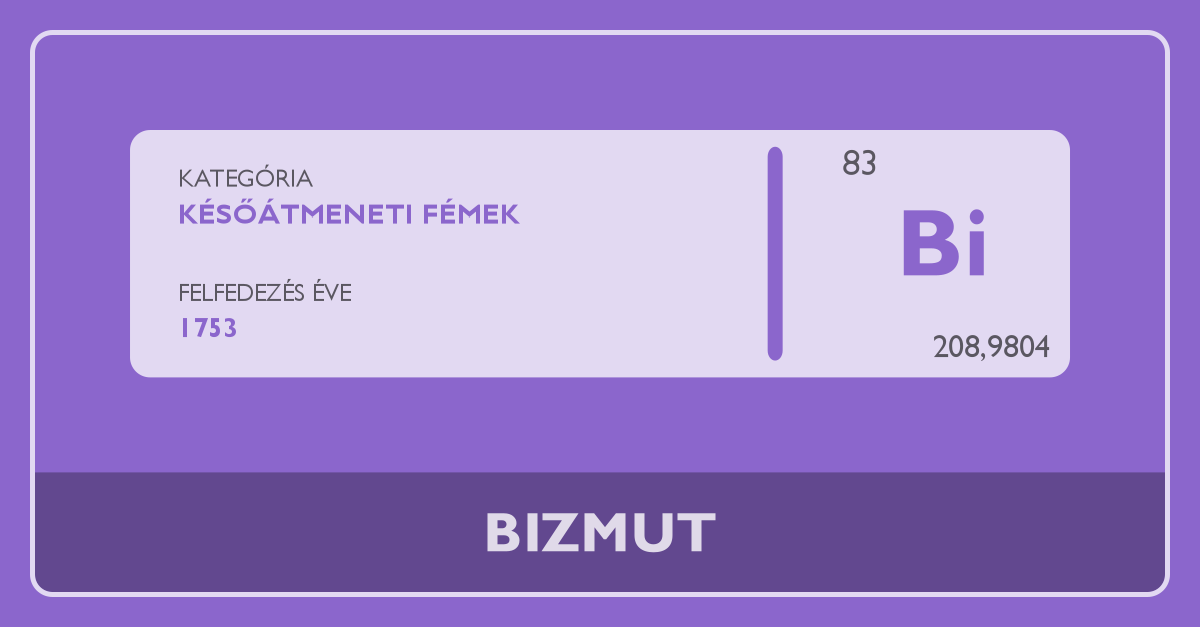 KATEGÓRIA
KÉSŐÁTMENETI FÉMEK
FELFEDEZÉS ÉVE
1753
83
Bi
208,9804
BIZMUT